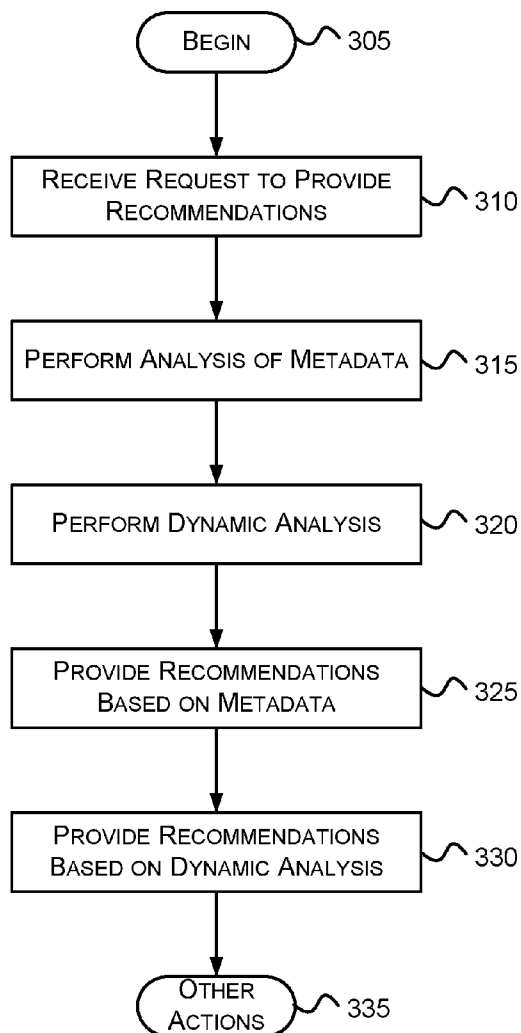 BEGIN
305
RECEIVE REQUEST TO PROVIDE
RECOMMENDATIONS
310
PERFORM ANALYSIS OF METADATA
315
PERFORM DYNAMIC ANALYSIS
320
PROVIDE RECOMMENDATIONS
BASED ON METADATA
325
PROVIDE RECOMMENDATIONS
BASED ON DYNAMIC ANALYSIS
330
OTHER
ACTIONS
335